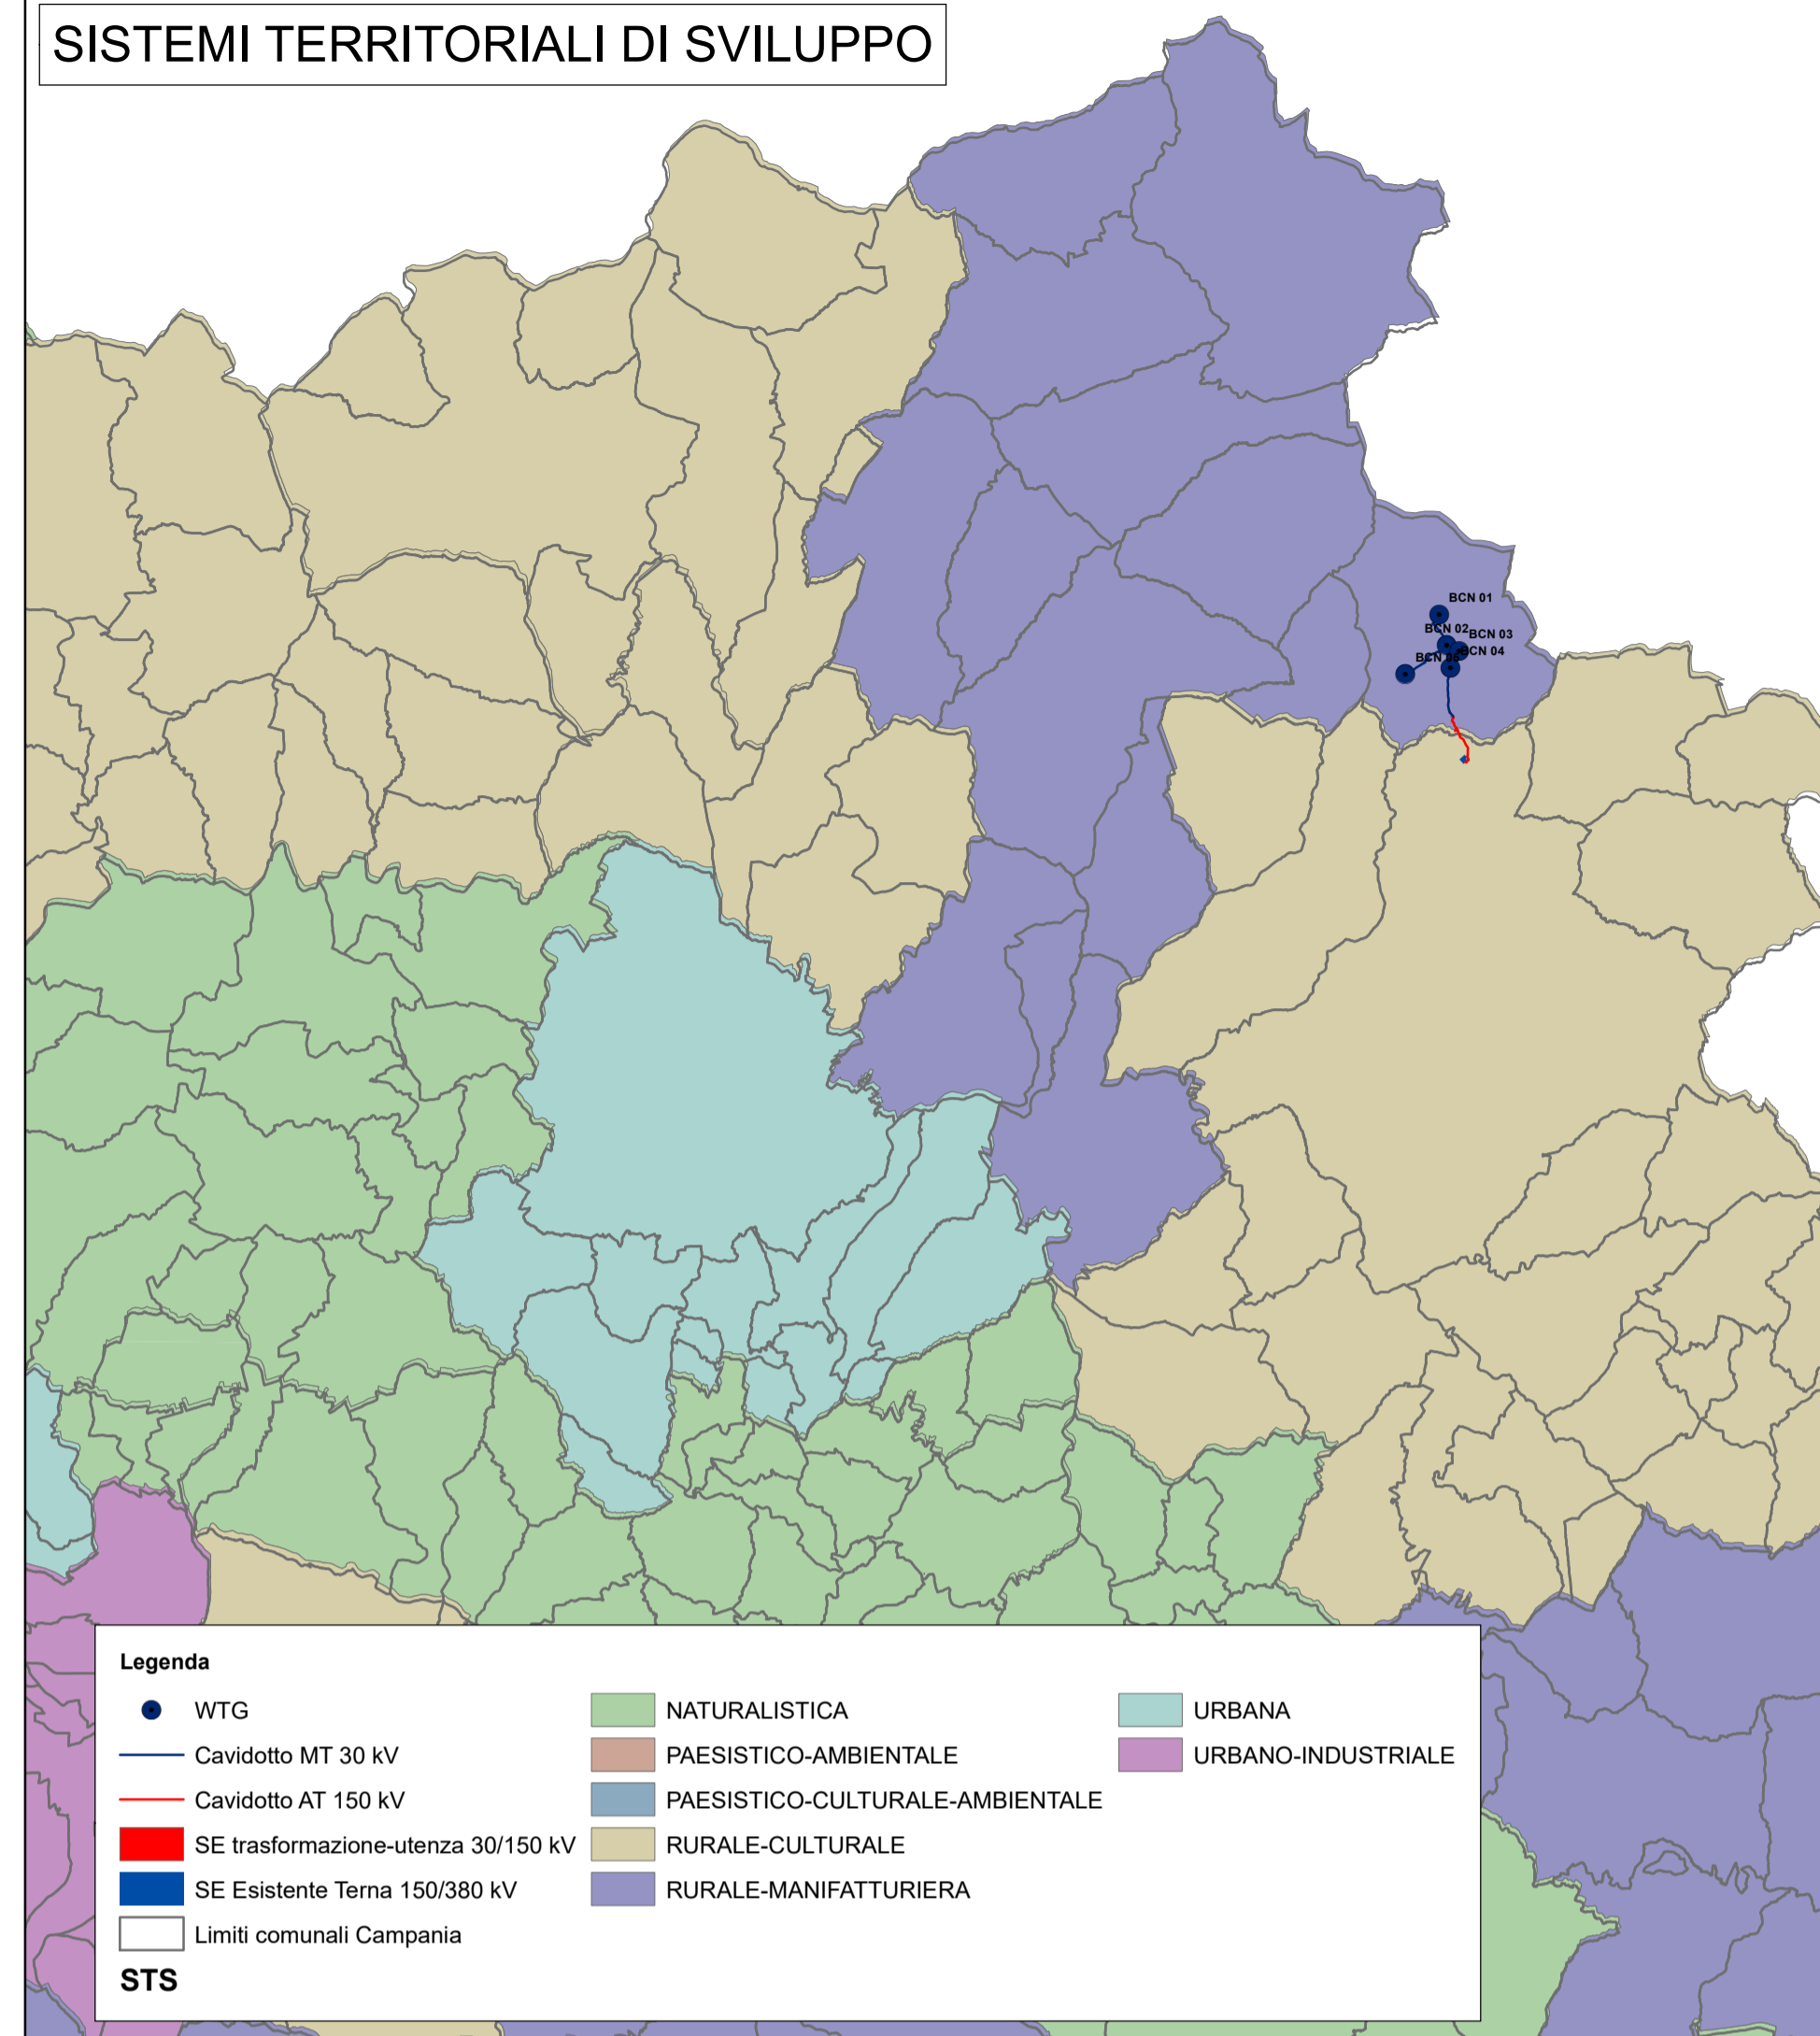 SISTEMI TERRITORIALI DI SVILUPPO
BCN 01
BCN 02
BCN 03
BCN 04
Legenda
WTG
Cavidotto MT 30 kV
Cavidotto AT 150 kV
SE trasformazione-utenza 30/150 kV
SE Esistente Terna 150/380 kV
Limiti comunali Campania
STS
NATURALISTICA
PAESISTICO-AMBIENTALE
PAESISTICO-CULTURALE-AMBIENTALE
RURALE-CULTURALE
RURALE-MANIFATTURIERA
URBANA
URBANO-INDUSTRIALE